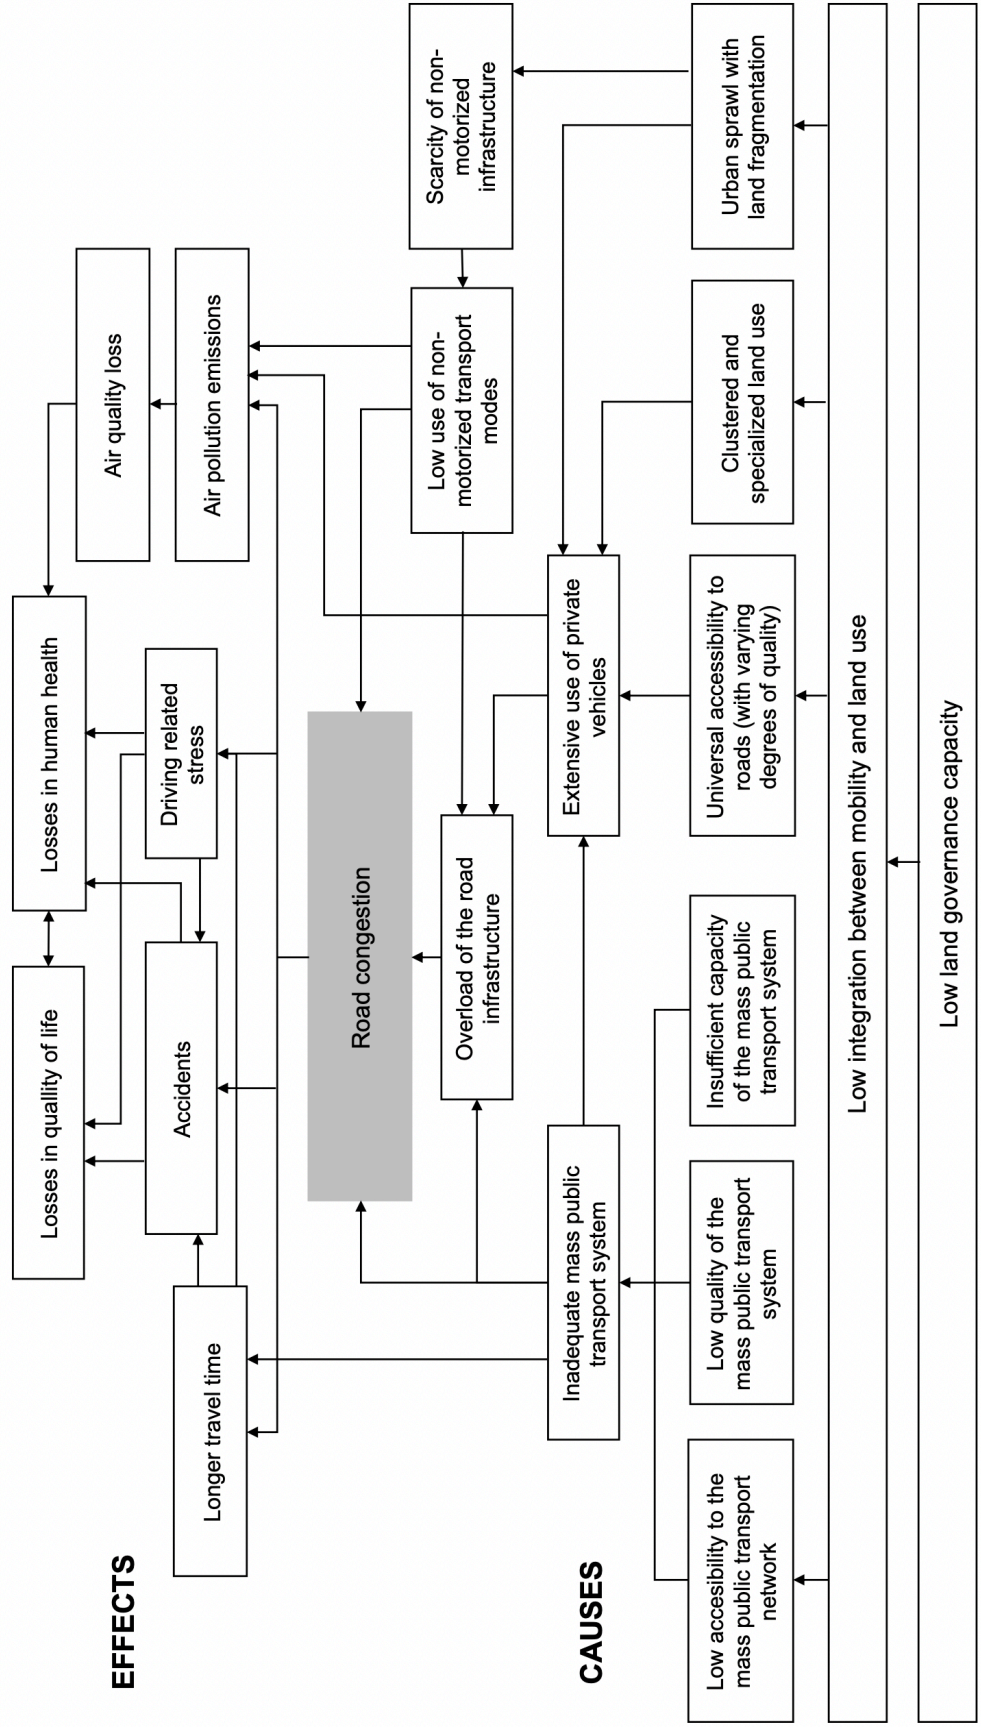 EFFECTS
Losses in quallity of life
Losses in human health
Air quality loss
Longer travel time
Accidents
Driving related
stress
Air pollution emissions
Road congestion
Scarcity of non-
motorized
infrastructure
Overload of the road
infrastructure
Low use of non-
motorized transport
modes
CAUSES
Inadequate mass public
transport system
Extensive use of private
vehicles
Low accesibility to the
mass public transport
network
Low quality of the
mass public transport
system
Insufficient capacity
of the mass public
transport system
Universal accessibility to
roads (with varying
degrees of quality)
Clustered and
specialized land use
Urban sprawl with
land fragmentation
Low integration between mobility and land use
Low land governance capacity